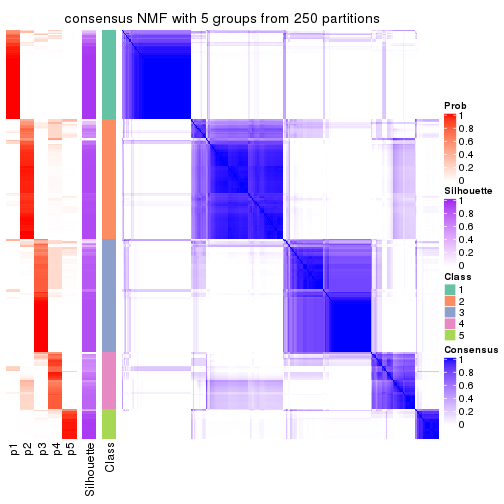 consensus NMF with 5 groups from 250 partitions
Prob
1
0.8
0.6
0.4
0.2
0
Silhouette
1
0.8
0.6
0.4
0.2
0
Class
1
2
3
4
5
Consensus
1
0.8
0.6
0.4
0.2
0
p1
p2
p3
p4
p5
Silhouette
Class